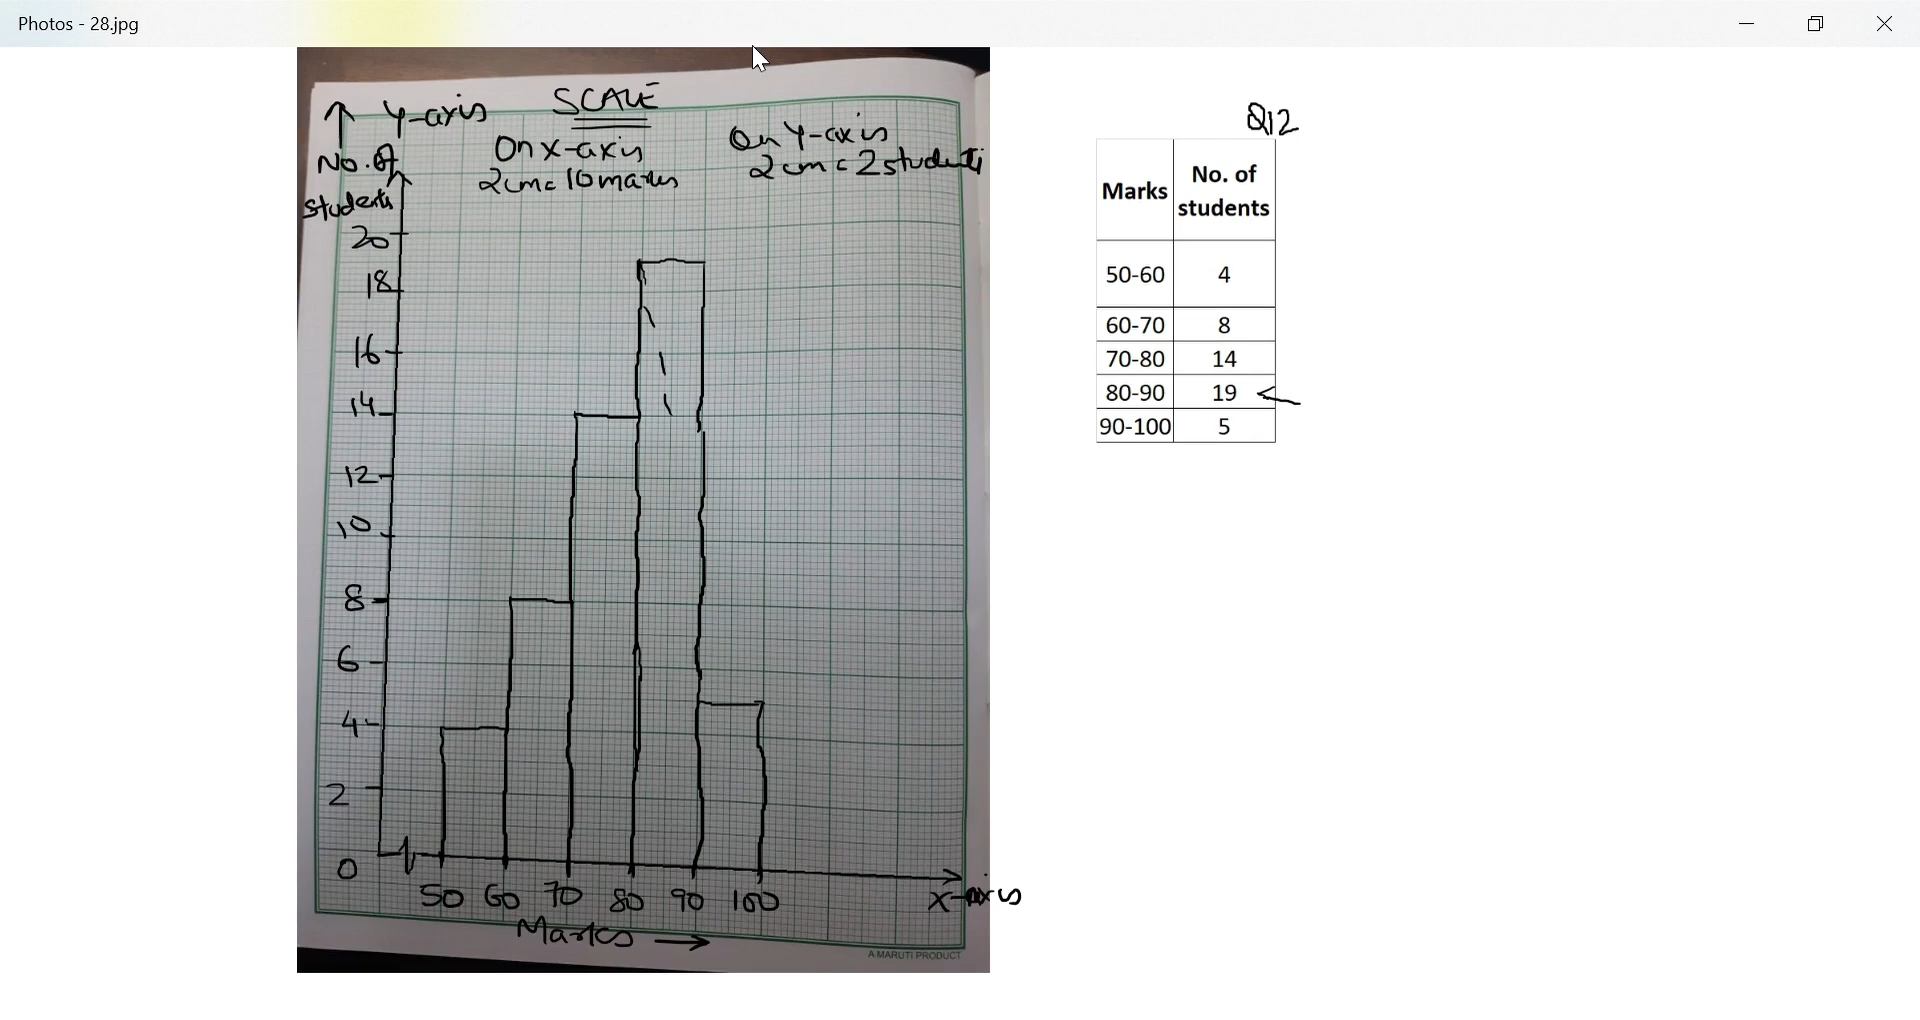 Photos - 28.jpg
SCALE
Y-axis
No. of
students
On x-axis
2cm = 10 marks
On Y-axis
2cm = 2 students
20
18
16
14
12
10
8
6
4
2
0
50 60 70 80 90 100
X-axis
Marks
A MARUTI PRODUCT
Q12
Marks No. of students
50-60 4
60-70 8
70-80 14
80-90 19
90-100 5